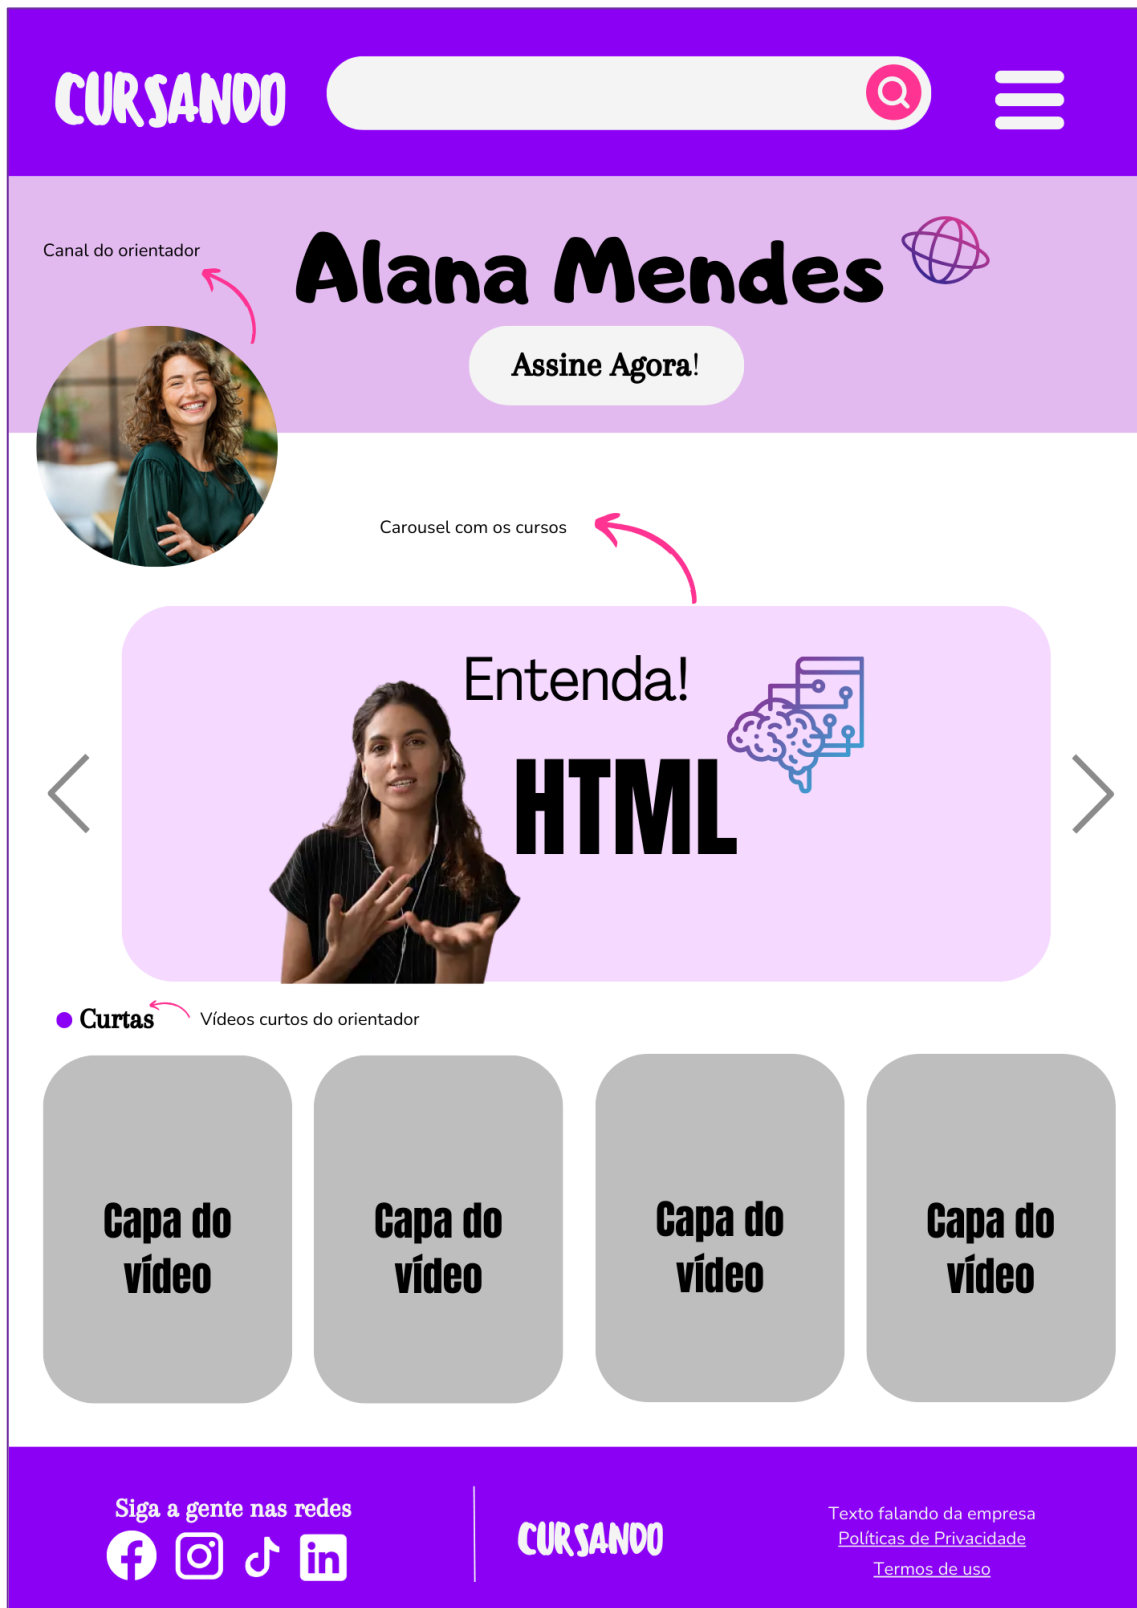 CURSANDO
Canal do orientador
Alana Mendes
Assine Agora!
Carousel com os cursos
Entenda!
HTML
Curtas
Vídeos curtos do orientador
Capa do
vídeo
Capa do
vídeo
Capa do
vídeo
Capa do
vídeo
Siga a gente nas redes
in
CURSANDO
Texto falando da empresa
Políticas de Privacidade
Termos de uso